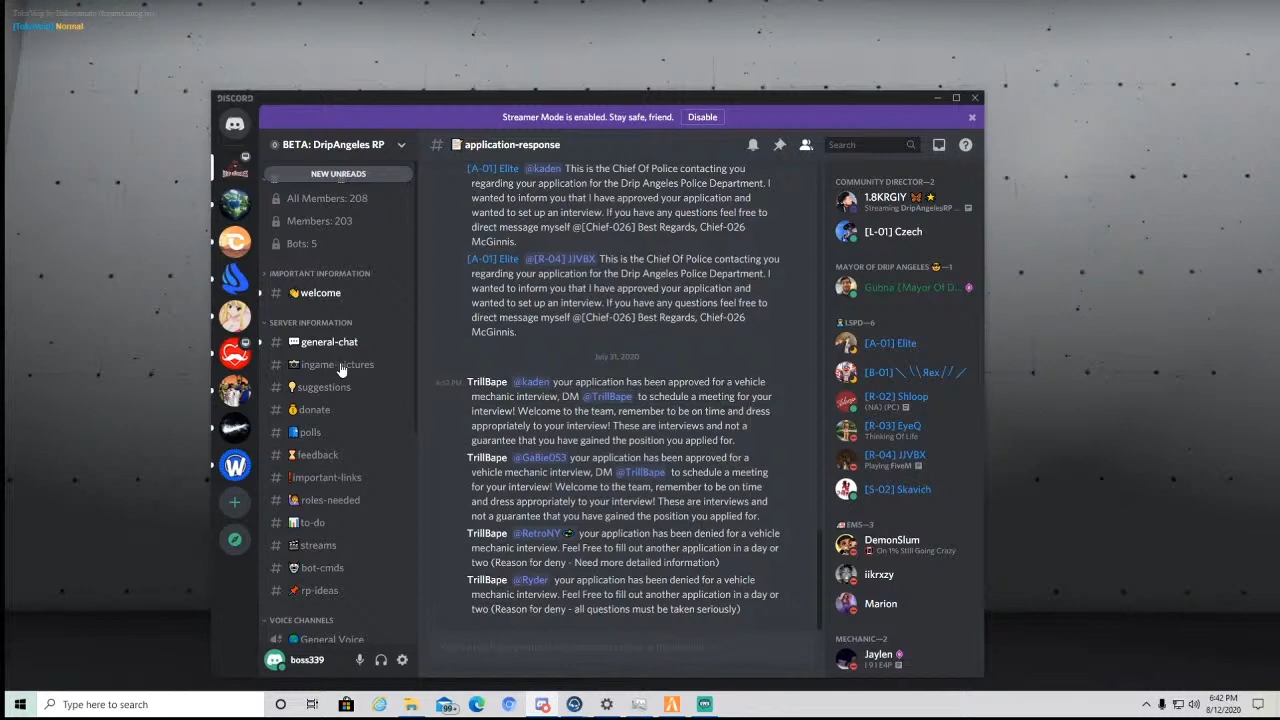 [TokoVoip] Normal
DISCORD
Streamer Mode is enabled. Stay safe, friend. Disable
BETA: DripAngeles RP
NEW UNREADS
All Members: 208
Members: 203
Bots: 5
IMPORTANT INFORMATION
# welcome
SERVER INFORMATION
# general-chat
# ingame-pictures
# suggestions
# donate
# polls
# feedback
# important-links
# roles-needed
# to-do
# streams
# bot-cmds
# rp-ideas
VOICE CHANNELS
General Voice
boss339
# application-response
Search
[A-01] Elite @kaden This is the Chief Of Police contacting you
regarding your application for the Drip Angeles Police Department. I
wanted to inform you that I have approved your application and
wanted to set up an interview. If you have any questions feel free to
direct message myself @[Chief-026] Best Regards, Chief-026
McGinnis.
[A-01] Elite @[R-04] JJVBX This is the Chief Of Police contacting you
regarding your application for the Drip Angeles Police Department. I
wanted to inform you that I have approved your application and
wanted to set up an interview. If you have any questions feel free to
direct message myself @[Chief-026] Best Regards, Chief-026
McGinnis.
July 31, 2020
4:52 PM TrillBape @kaden your application has been approved for a vehicle
mechanic interview, DM @TrillBape to schedule a meeting for your
interview! Welcome to the team, remember to be on time and dress
appropriately to your interview! These are interviews and not a
guarantee that you have gained the position you applied for.
TrillBape @GaBie053 your application has been approved for a
vehicle mechanic interview, DM @TrillBape to schedule a meeting
for your interview! Welcome to the team, remember to be on time
and dress appropriately to your interview! These are interviews and
not a guarantee that you have gained the position you applied for.
TrillBape @RetroNY your application has been denied for a vehicle
mechanic interview. Feel Free to fill out another application in a day or
two (Reason for deny - Need more detailed information)
TrillBape @Ryder your application has been denied for a vehicle
mechanic interview. Feel Free to fill out another application in a day or
two (Reason for deny - all questions must be taken seriously)
COMMUNITY DIRECTOR—2
1.8KRGIY
Streaming DripAngelesRP ...
[L-01] Czech
MAYOR OF DRIP ANGELES —1
Gubna [Mayor Of D...
LSPD—6
[A-01] Elite
[B-01] ╲╲Яex╱╱
[R-02] Shloop
(NA) (PC)
[R-03] EyeQ
Thinking Of Life
[R-04] JJVBX
Playing FiveM
[S-02] Skavich
EMS—3
DemonSlum
On 1% Still Going Crazy
iikrxzy
Marion
MECHANIC—2
Jaylen
J 9 I E4P
Type here to search
99+
6:42 PM
8/12/2020